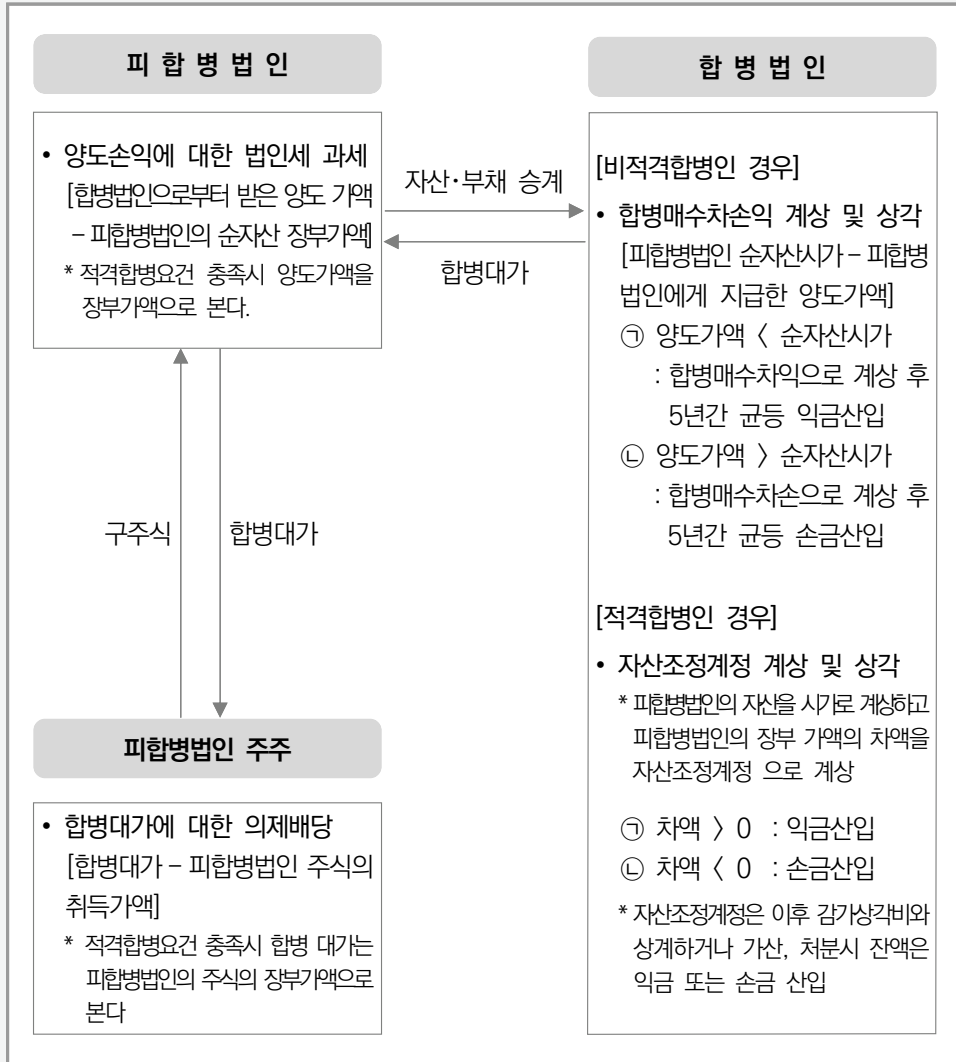 피 합 병 법 인
• 양도손익에 대한 법인세 과세
[합병법인으로부터 받은 양도 가액
- 피합병법인의 순자산 장부가액]
* 적격합병요건 충족시 양도가액을
장부가액으로 본다.
자산·부채 승계
합병대가
구주식
합병대가
피합병법인 주주
• 합병대가에 대한 의제배당
[합병대가 - 피합병법인 주식의
취득가액]
* 적격합병요건 충족시 합병 대가는
피합병법인의 주식의 장부가액으로
본다
합 병 법 인
[비적격합병인 경우]
• 합병매수차손익 계상 및 상각
[피합병법인 순자산시가 - 피합병
법인에게 지급한 양도가액]
㉠ 양도가액 〈 순자산시가
: 합병매수차익으로 계상 후
5년간 균등 익금산입
㉡ 양도가액 〉 순자산시가
: 합병매수차손으로 계상 후
5년간 균등 손금산입
[적격합병인 경우]
• 자산조정계정 계상 및 상각
* 피합병법인의 자산을 시가로 계상하고
피합병법인의 장부 가액의 차액을
자산조정계정 으로 계상
㉠ 차액 〉 0 : 익금산입
㉡ 차액 〈 0 : 손금산입
* 자산조정계정은 이후 감가상각비와
상계하거나 가산, 처분시 잔액은
익금 또는 손금 산입